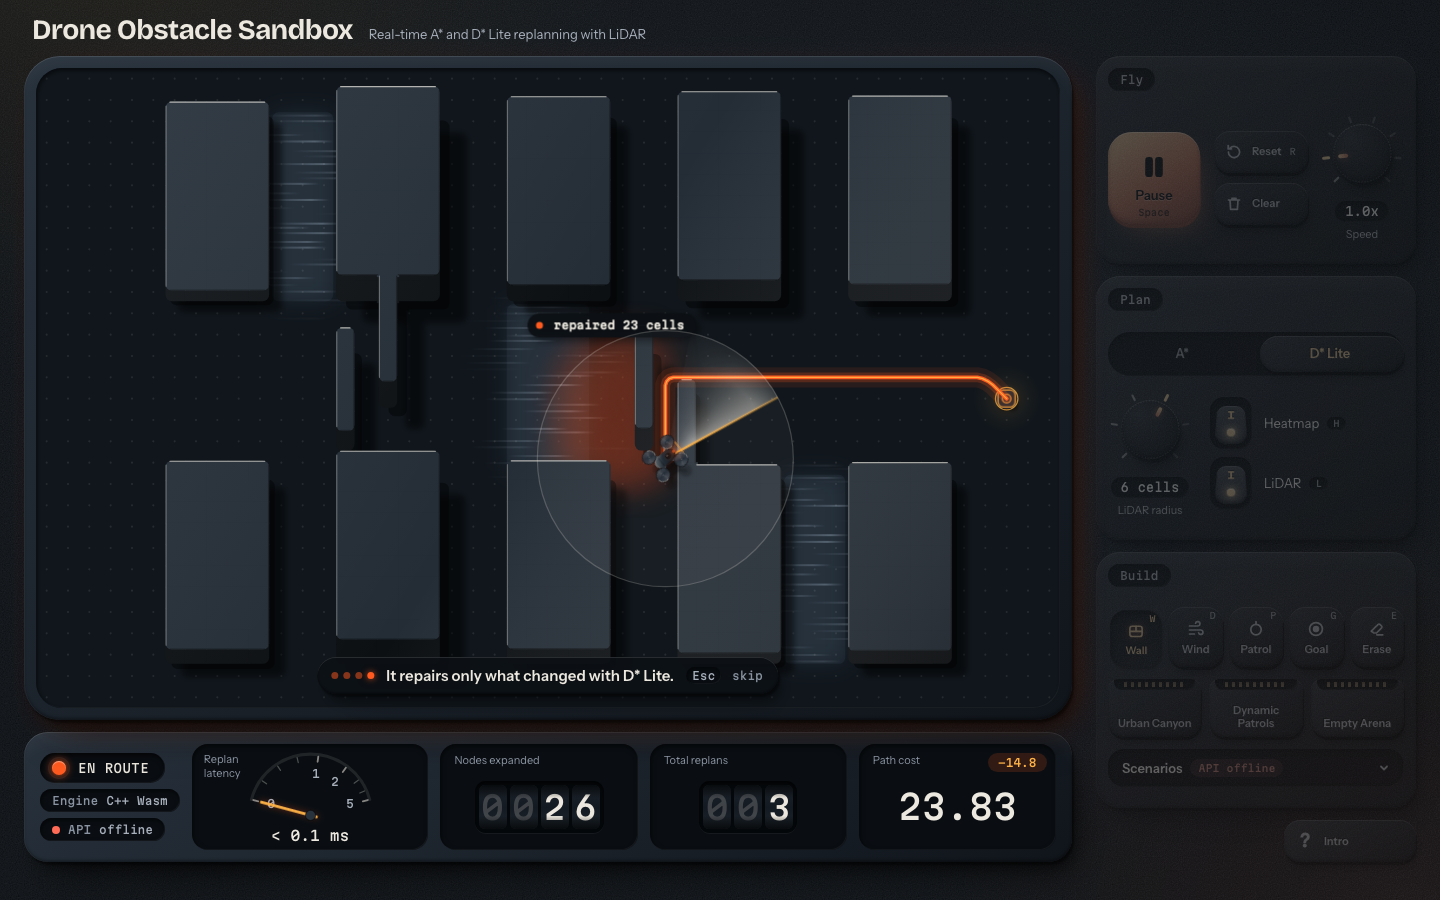 Drone Obstacle Sandbox
Real-time A* and D* Lite replanning with LiDAR
repaired 23 cells
It repairs only what changed with D* Lite. Esc skip
EN ROUTE
Engine C++ Wasm
API offline
Replan
latency
0 1 2 5
< 0.1 ms
Nodes expanded
0026
Total replans
003
Path cost
−14.8
23.83
Fly
Pause
Space
Reset R
Clear
1.0x
Speed
Plan
A*
D* Lite
6 cells
LiDAR radius
Heatmap H
LiDAR L
Build
Wall W
Wind D
Patrol P
Goal G
Erase E
Urban Canyon
Dynamic
Patrols
Empty Arena
Scenarios API offline
? Intro